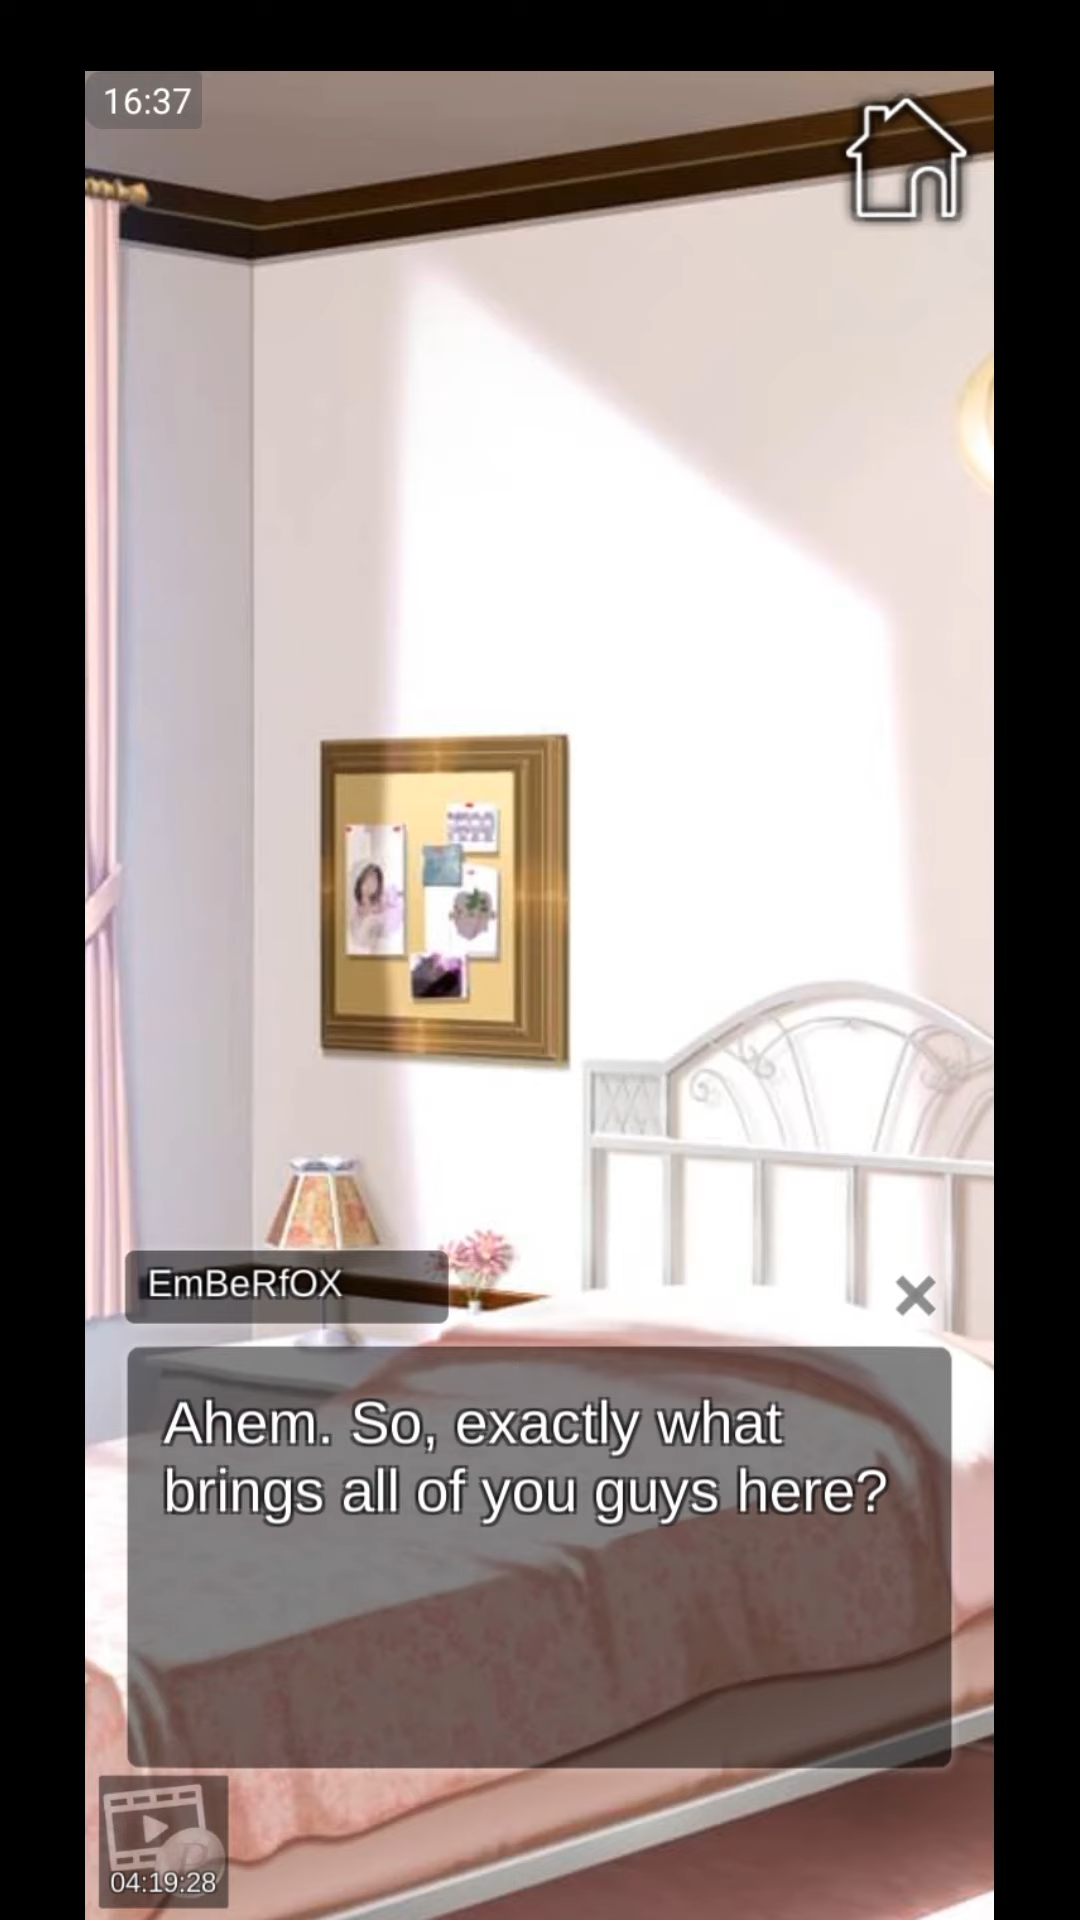 16:37
EmBeRfOX
Ahem. So, exactly what
brings all of you guys here?
04:19:28